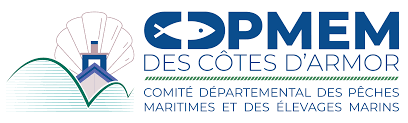 CDPMEM
DES CÔTES D'ARMOR
COMITÉ DÉPARTEMENTAL DES PÊCHES
MARITIMES ET DES ÉLEVAGES MARINS